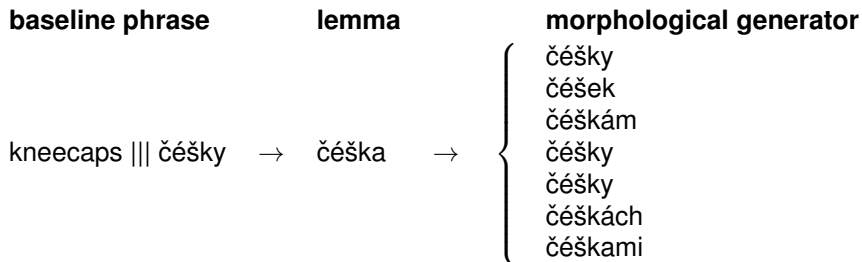 baseline phrase lemma morphological generator
čéšky
čéšek
čéškám
kneecaps ||| čéšky → čéška → čéšky
čéšky
čéškách
čéškami